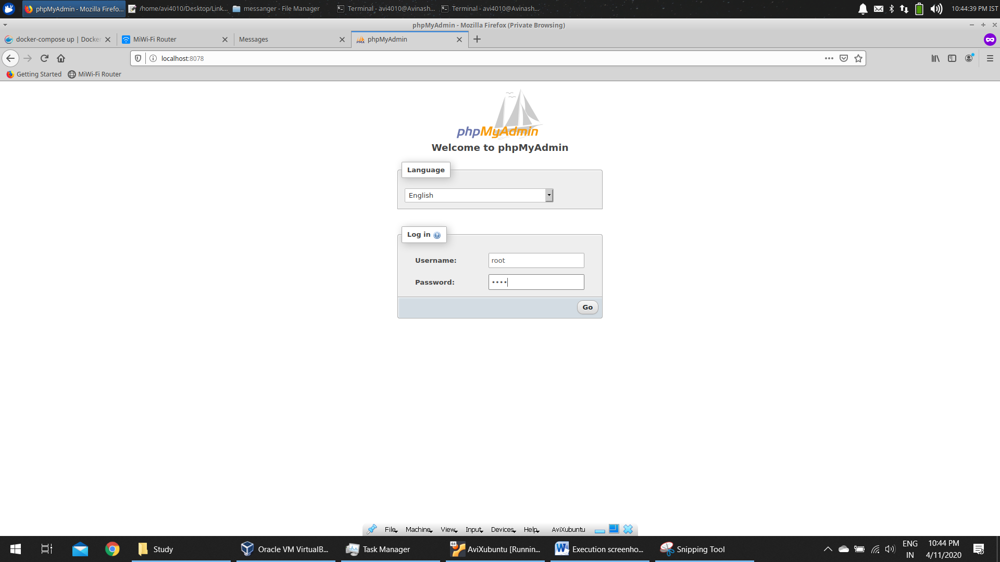 phpMyAdmin - Mozilla Firefo...
/home/avi4010/Desktop/Link...
messanger - File Manager
Terminal - avi4010@Avinash...
Terminal - avi4010@Avinash...
10:44:39 PM IST
phpMyAdmin - Mozilla Firefox (Private Browsing)
docker-compose up | Docker
MiWi-Fi Router
Messages
PMA
phpMyAdmin
localhost:8078
Getting Started
MiWi-Fi Router
phpMyAdmin
Welcome to phpMyAdmin
Language
English
Log in
Username:
root
Password:
••••
Go
File
Machine
View
Input
Devices
Help
AviXubuntu
Study
Oracle VM VirtualB...
Task Manager
64
AviXubuntu [Runnin...
Execution screensho...
Snipping Tool
ENG
IN
10:44 PM
4/11/2020